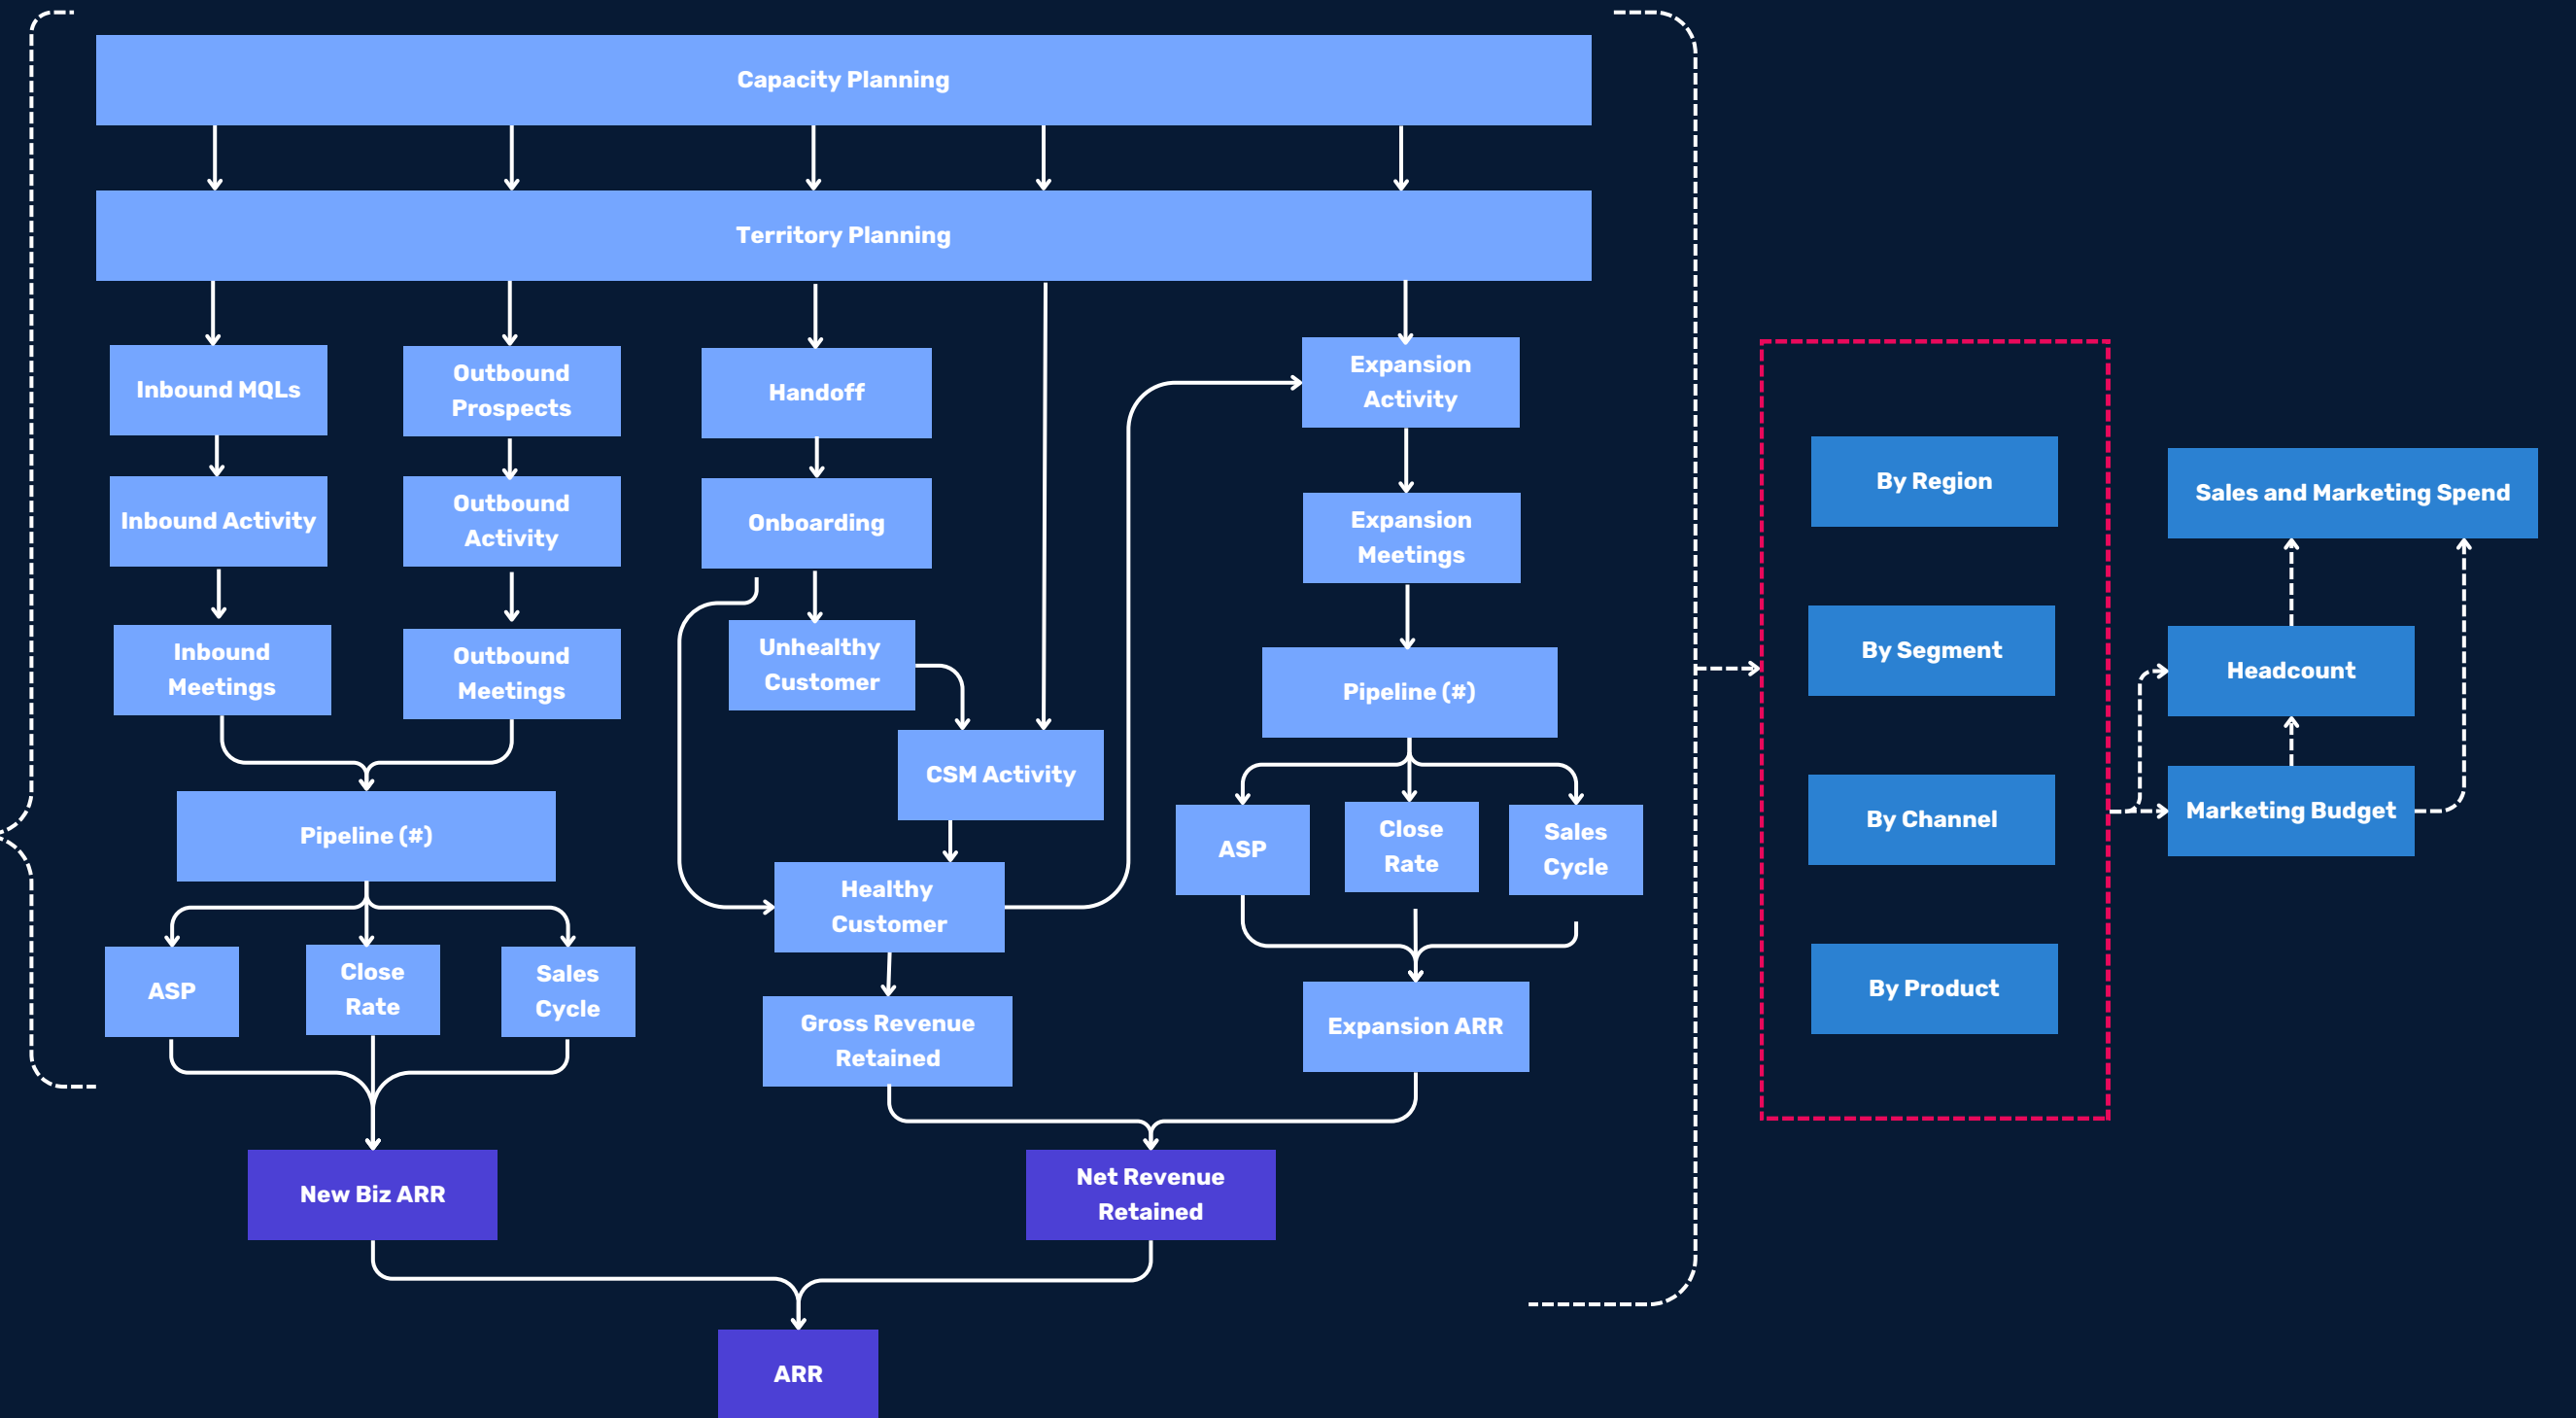 Capacity Planning
Territory Planning
Inbound MQLs
Inbound Activity
Inbound
Meetings
Outbound
Prospects
Outbound
Activity
Outbound
Meetings
Pipeline (#)
ASP
Close
Rate
Sales
Cycle
New Biz ARR
Handoff
Onboarding
Unhealthy
Customer
CSM Activity
Healthy
Customer
Gross Revenue
Retained
Expansion
Activity
Expansion
Meetings
Pipeline (#)
ASP
Close
Rate
Sales
Cycle
Expansion ARR
Net Revenue
Retained
ARR
By Region
By Segment
By Channel
By Product
Sales and Marketing Spend
Headcount
Marketing Budget